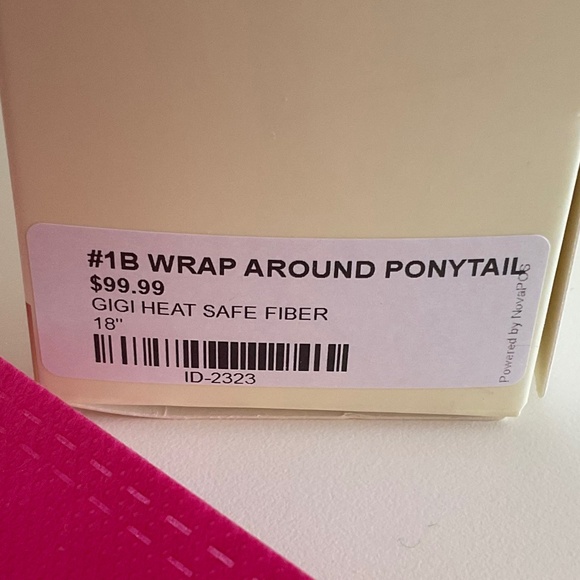 #1B WRAP AROUND PONYTAIL
$99.99
GIGI HEAT SAFE FIBER
18"
ID-2323
Powered by NovaPOS